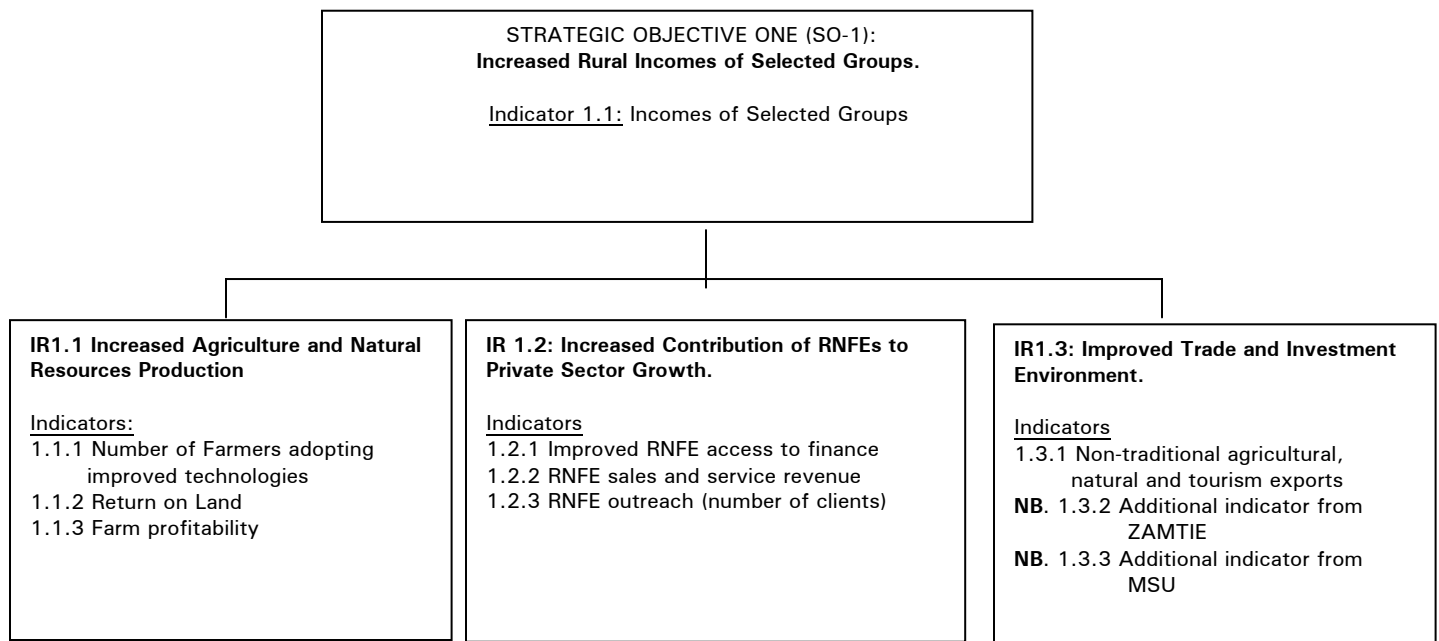 STRATEGIC OBJECTIVE ONE (SO-1):
Increased Rural Incomes of Selected Groups.
Indicator 1.1: Incomes of Selected Groups
IR1.1 Increased Agriculture and Natural
Resources Production
Indicators:
1.1.1 Number of Farmers adopting
improved technologies
1.1.2 Return on Land
1.1.3 Farm profitability
IR 1.2: Increased Contribution of RNFEs to
Private Sector Growth.
Indicators
1.2.1 Improved RNFE access to finance
1.2.2 RNFE sales and service revenue
1.2.3 RNFE outreach (number of clients)
IR1.3: Improved Trade and Investment
Environment.
Indicators
1.3.1 Non-traditional agricultural,
natural and tourism exports
NB. 1.3.2 Additional indicator from
ZAMTIE
NB. 1.3.3 Additional indicator from
MSU